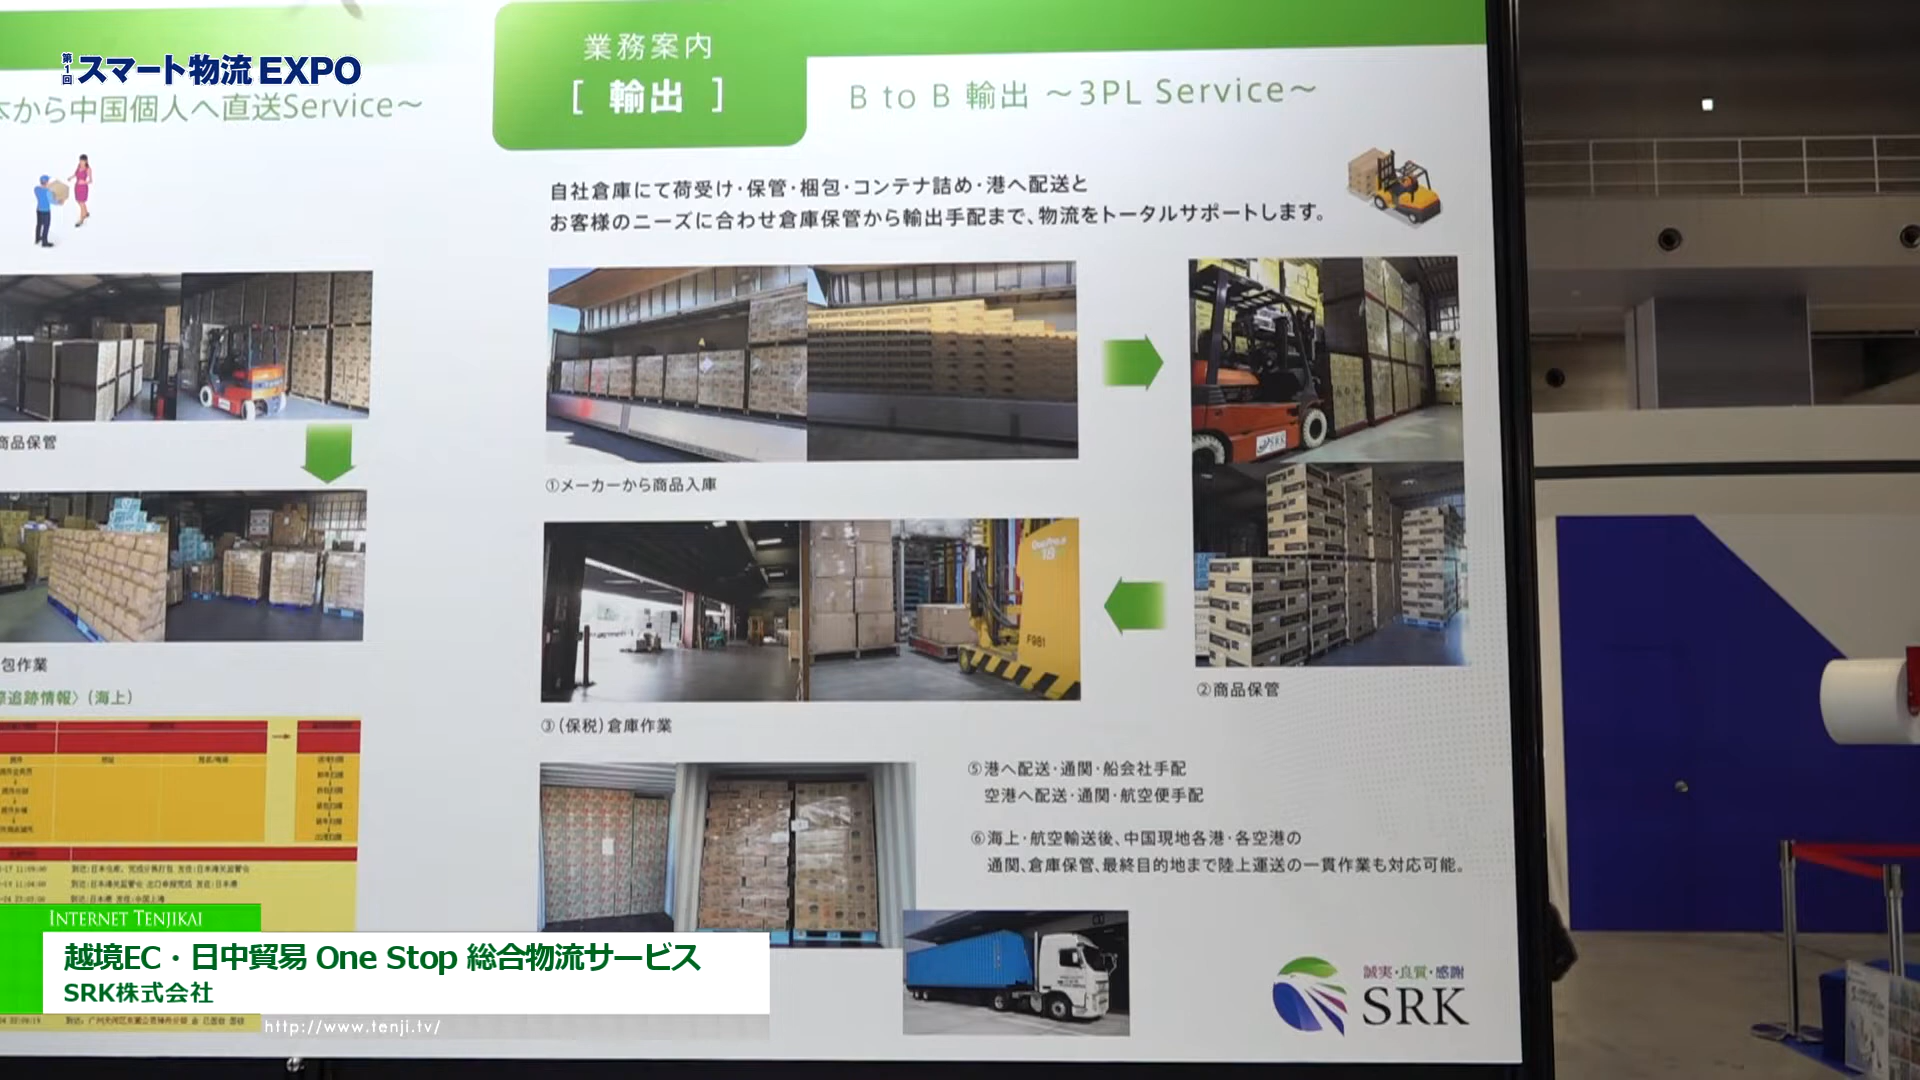 第1回
スマート物流 EXPO
本から中国個人へ直送Service〜
商品保管
包作業
際追跡情報〉(海上)
業務案内
[ 輸出 ]
B to B 輸出 〜3PL Service〜
自社倉庫にて荷受け・保管・梱包・コンテナ詰め・港へ配送と
お客様のニーズに合わせ倉庫保管から輸出手配まで、物流をトータルサポートします。
①メーカーから商品入庫
②商品保管
③(保税)倉庫作業
F981
⑤港へ配送・通関・船会社手配
空港へ配送・通関・航空便手配
⑥海上・航空輸送後、中国現地各港・各空港の
通関、倉庫保管、最終目的地まで陸上運送の一貫作業も対応可能。
誠実・良質・感謝
SRK
INTERNET TENJIKAI
越境EC・日中貿易 One Stop 総合物流サービス
SRK株式会社
http://www.tenji.tv/